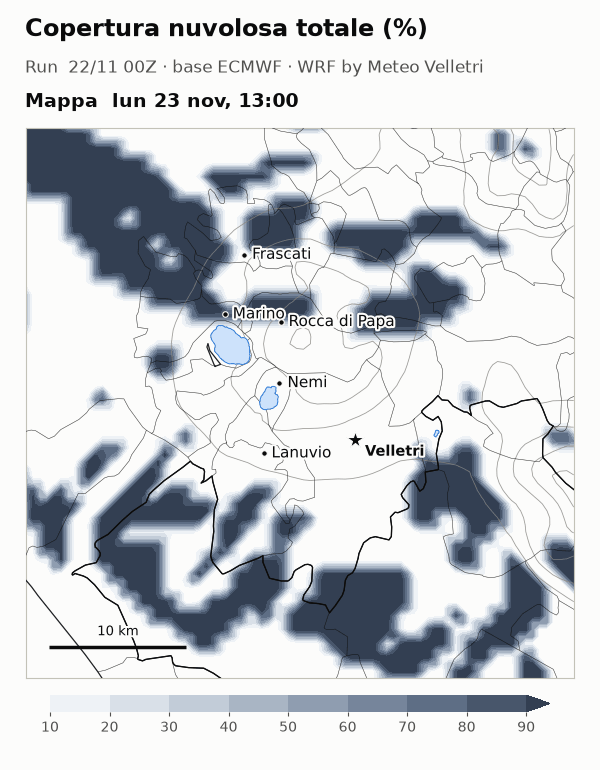 Copertura nuvolosa totale (%)
Run  22/11 00Z · base ECMWF · WRF by Meteo Velletri
Mappa  lun 23 nov, 13:00
Frascati
Marino
Rocca di Papa
Nemi
Velletri
Lanuvio
10 km
10 20 30 40 50 60 70 80 90